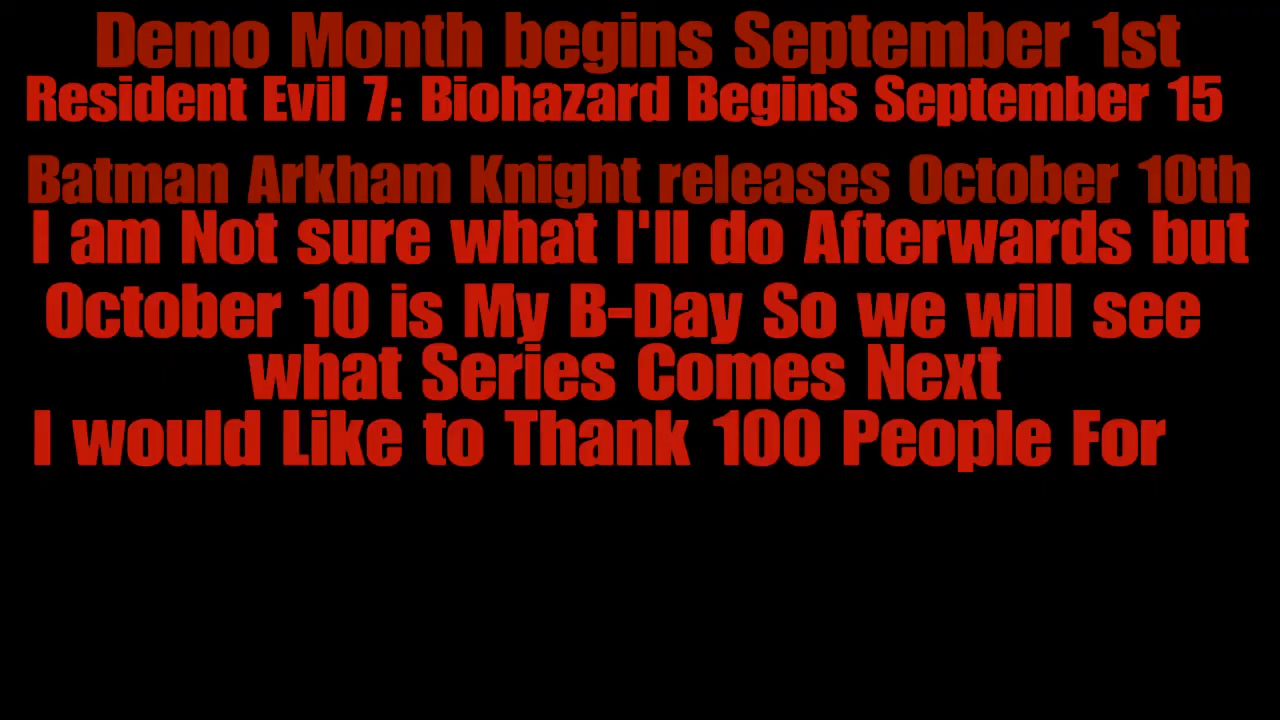 Demo Month begins September 1st
Resident Evil 7: Biohazard Begins September 15
Batman Arkham Knight releases October 10th
I am Not sure what I'll do Afterwards but
October 10 is My B-Day So we will see
what Series Comes Next
I would Like to Thank 100 People For